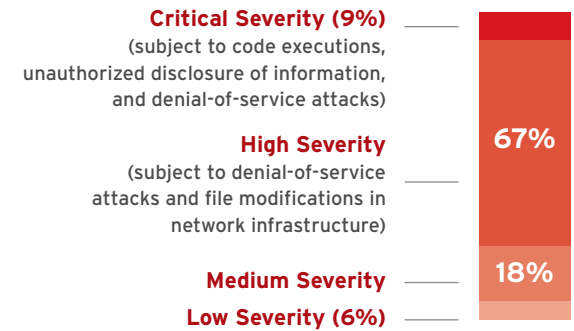 Critical Severity (9%)
(subject to code executions,
unauthorized disclosure of information,
and denial-of-service attacks)
67%
High Severity
(subject to denial-of-service
attacks and file modifications in
network infrastructure)
18%
Medium Severity
Low Severity (6%)